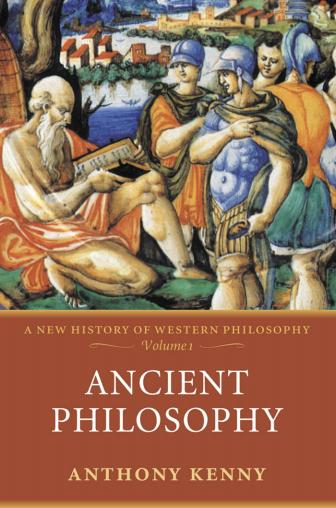 A NEW HISTORY OF WESTERN PHILOSOPHY
Volume 1
ANCIENT
PHILOSOPHY
ANTHONY KENNY